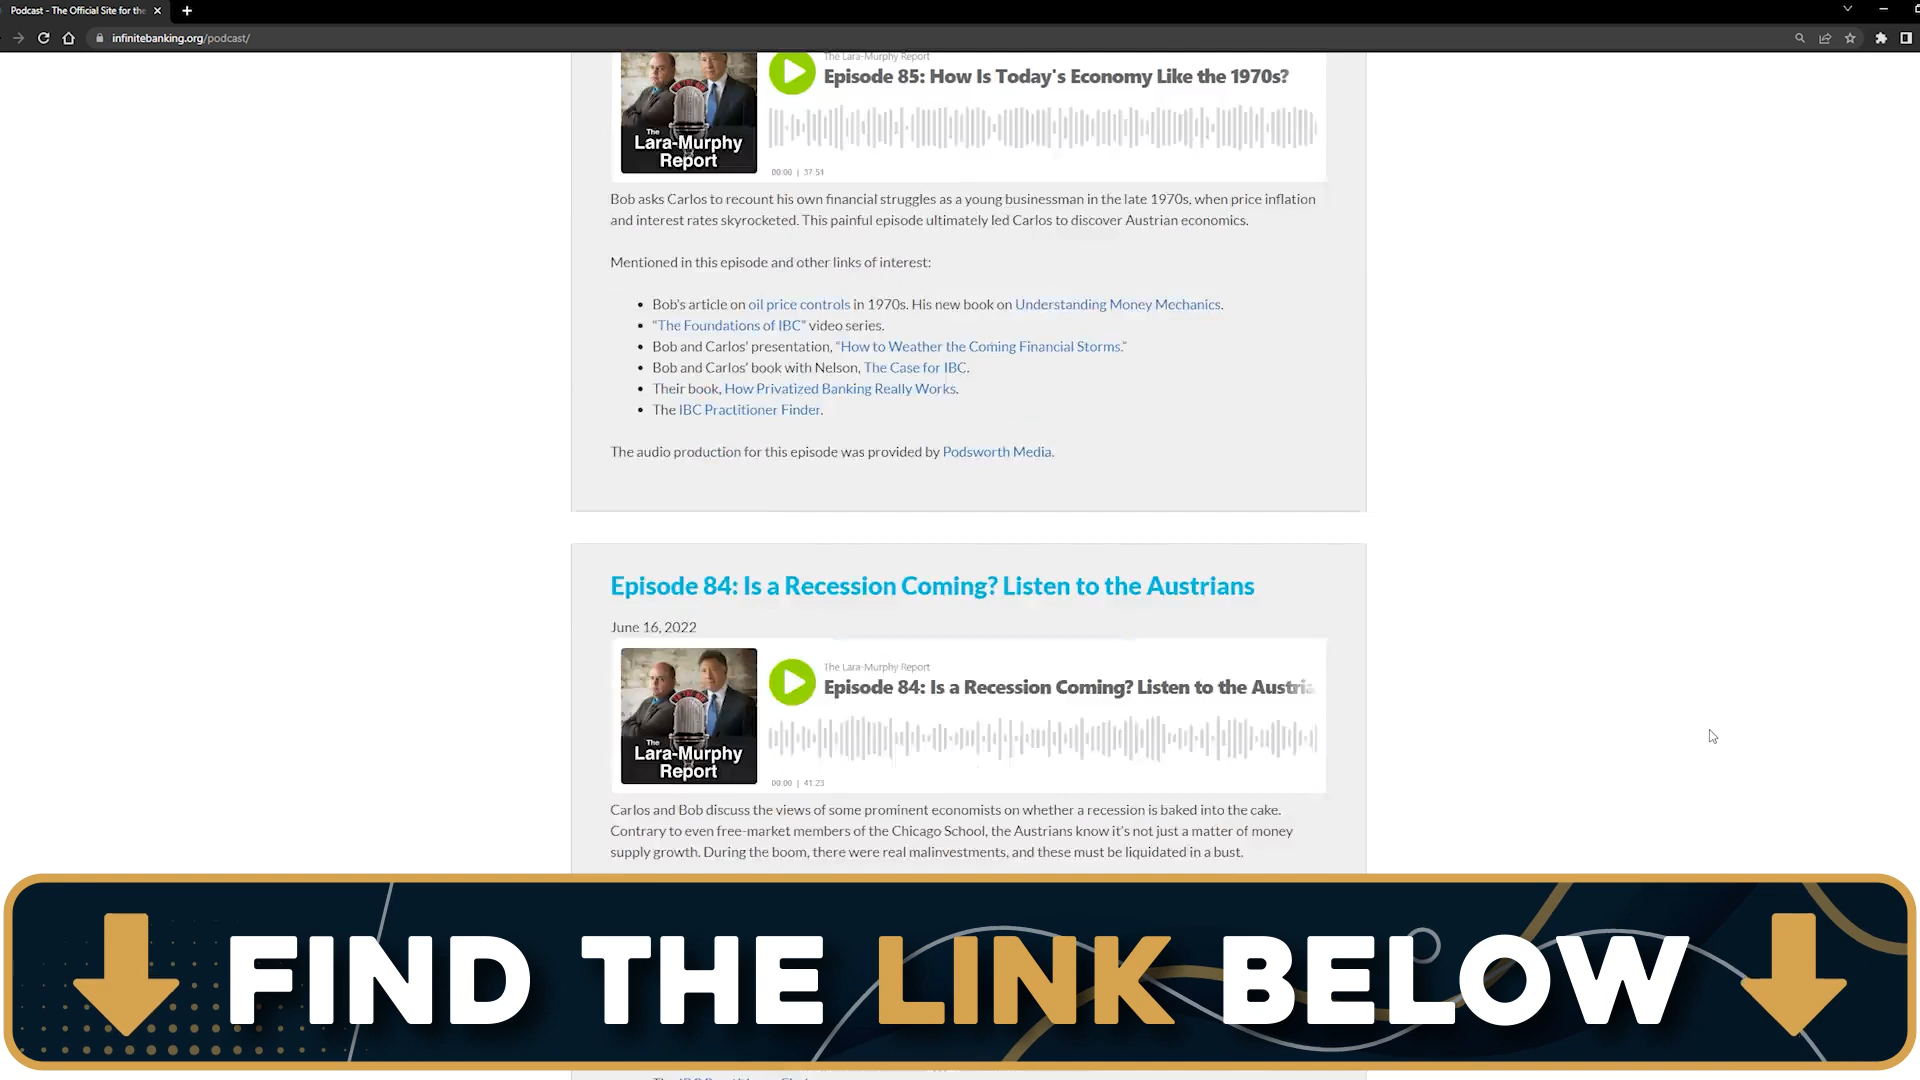 Podcast - The Official Site for the
infinitebanking.org/podcast/
The Lara-Murphy Report
Episode 85: How Is Today's Economy Like the 1970s?
The
Lara-Murphy
Report
00:00 | 37:51
Bob asks Carlos to recount his own financial struggles as a young businessman in the late 1970s, when price inflation
and interest rates skyrocketed. This painful episode ultimately led Carlos to discover Austrian economics.
Mentioned in this episode and other links of interest:
• Bob's article on oil price controls in 1970s. His new book on Understanding Money Mechanics.
• “The Foundations of IBC” video series.
• Bob and Carlos' presentation, “How to Weather the Coming Financial Storms.”
• Bob and Carlos' book with Nelson, The Case for IBC.
• Their book, How Privatized Banking Really Works.
• The IBC Practitioner Finder.
The audio production for this episode was provided by Podsworth Media.
Episode 84: Is a Recession Coming? Listen to the Austrians
June 16, 2022
The Lara-Murphy Report
Episode 84: Is a Recession Coming? Listen to the Austria
The
Lara-Murphy
Report
00:00 | 41:23
Carlos and Bob discuss the views of some prominent economists on whether a recession is baked into the cake.
Contrary to even free-market members of the Chicago School, the Austrians know it's not just a matter of money
supply growth. During the boom, there were real malinvestments, and these must be liquidated in a bust.
FIND THE LINK BELOW